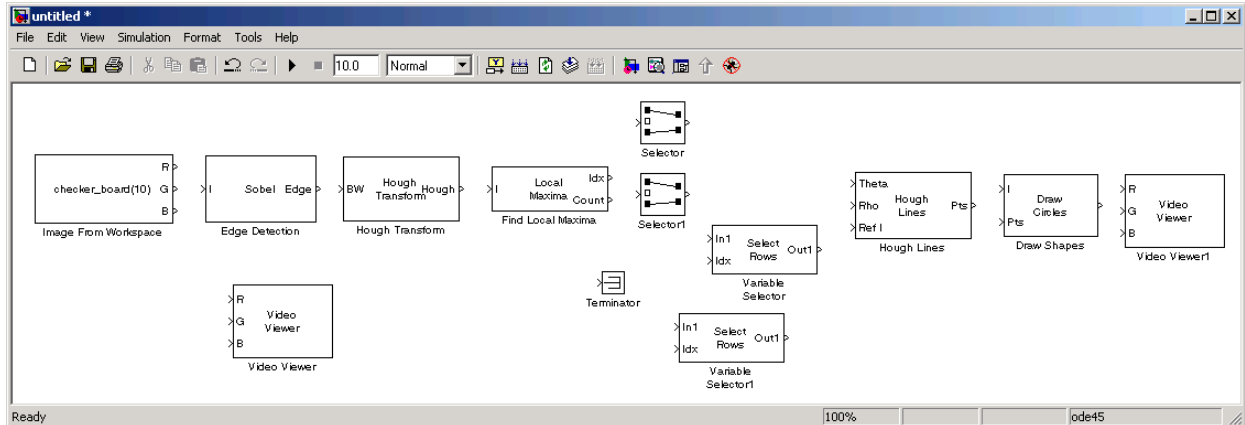 untitled *
File Edit View Simulation Format Tools Help
10.0 Normal
Selector
R
checker_board(10) G
B
Image From Workspace
I Sobel Edge
Edge Detection
BW Hough Transform Hough
Hough Transform
I Local Maxima Idx Count
Find Local Maxima
Selector1
Theta
Rho Hough Lines Pts
Ref I
Hough Lines
I Draw Circles
Pts
Draw Shapes
R
G Video Viewer
B
Video Viewer1
In1 Select Rows Out1
Idx
Variable
Selector
Terminator
R
G Video Viewer
B
Video Viewer
In1 Select Rows Out1
Idx
Variable
Selector1
Ready 100% ode45